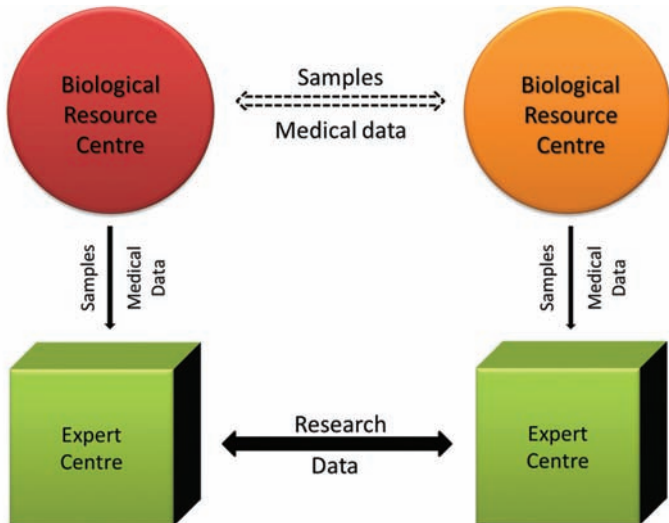 Biological
Resource
Centre
Samples
Medical data
Biological
Resource
Centre
Samples
Medical
Data
Samples
Medical
Data
Expert
Centre
Research
Data
Expert
Centre